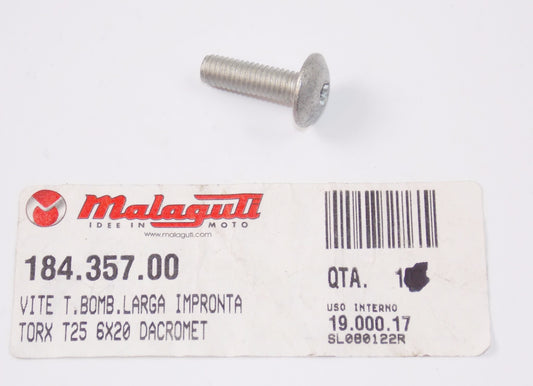 Malaguti
IDEE IN MOTO
www.malaguti.com
184.357.00
VITE T.BOMB.LARGA IMPRONTA
TORX T25 6X20 DACROMET
QTA. 1
USO INTERNO
19.000.17
SL080122R